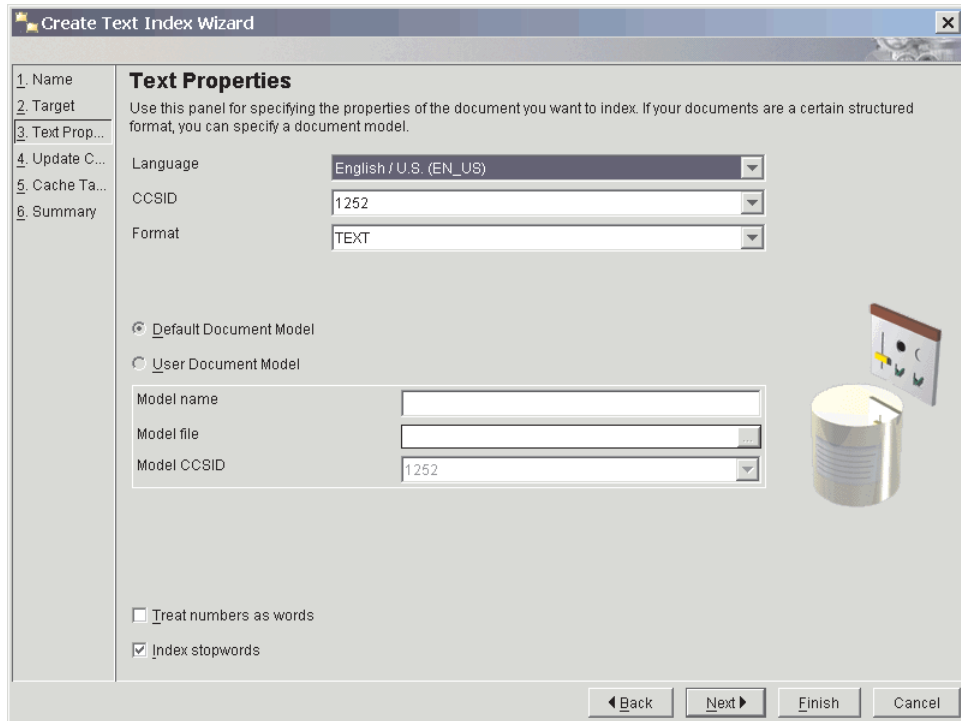 Create Text Index Wizard
1. Name
2. Target
3. Text Prop...
4. Update C...
5. Cache Ta...
6. Summary
Text Properties
Use this panel for specifying the properties of the document you want to index. If your documents are a certain structured
format, you can specify a document model.
Language English / U.S. (EN_US)
CCSID 1252
Format TEXT
Default Document Model
User Document Model
Model name
Model file ...
Model CCSID 1252
Treat numbers as words
Index stopwords
Back Next Finish Cancel